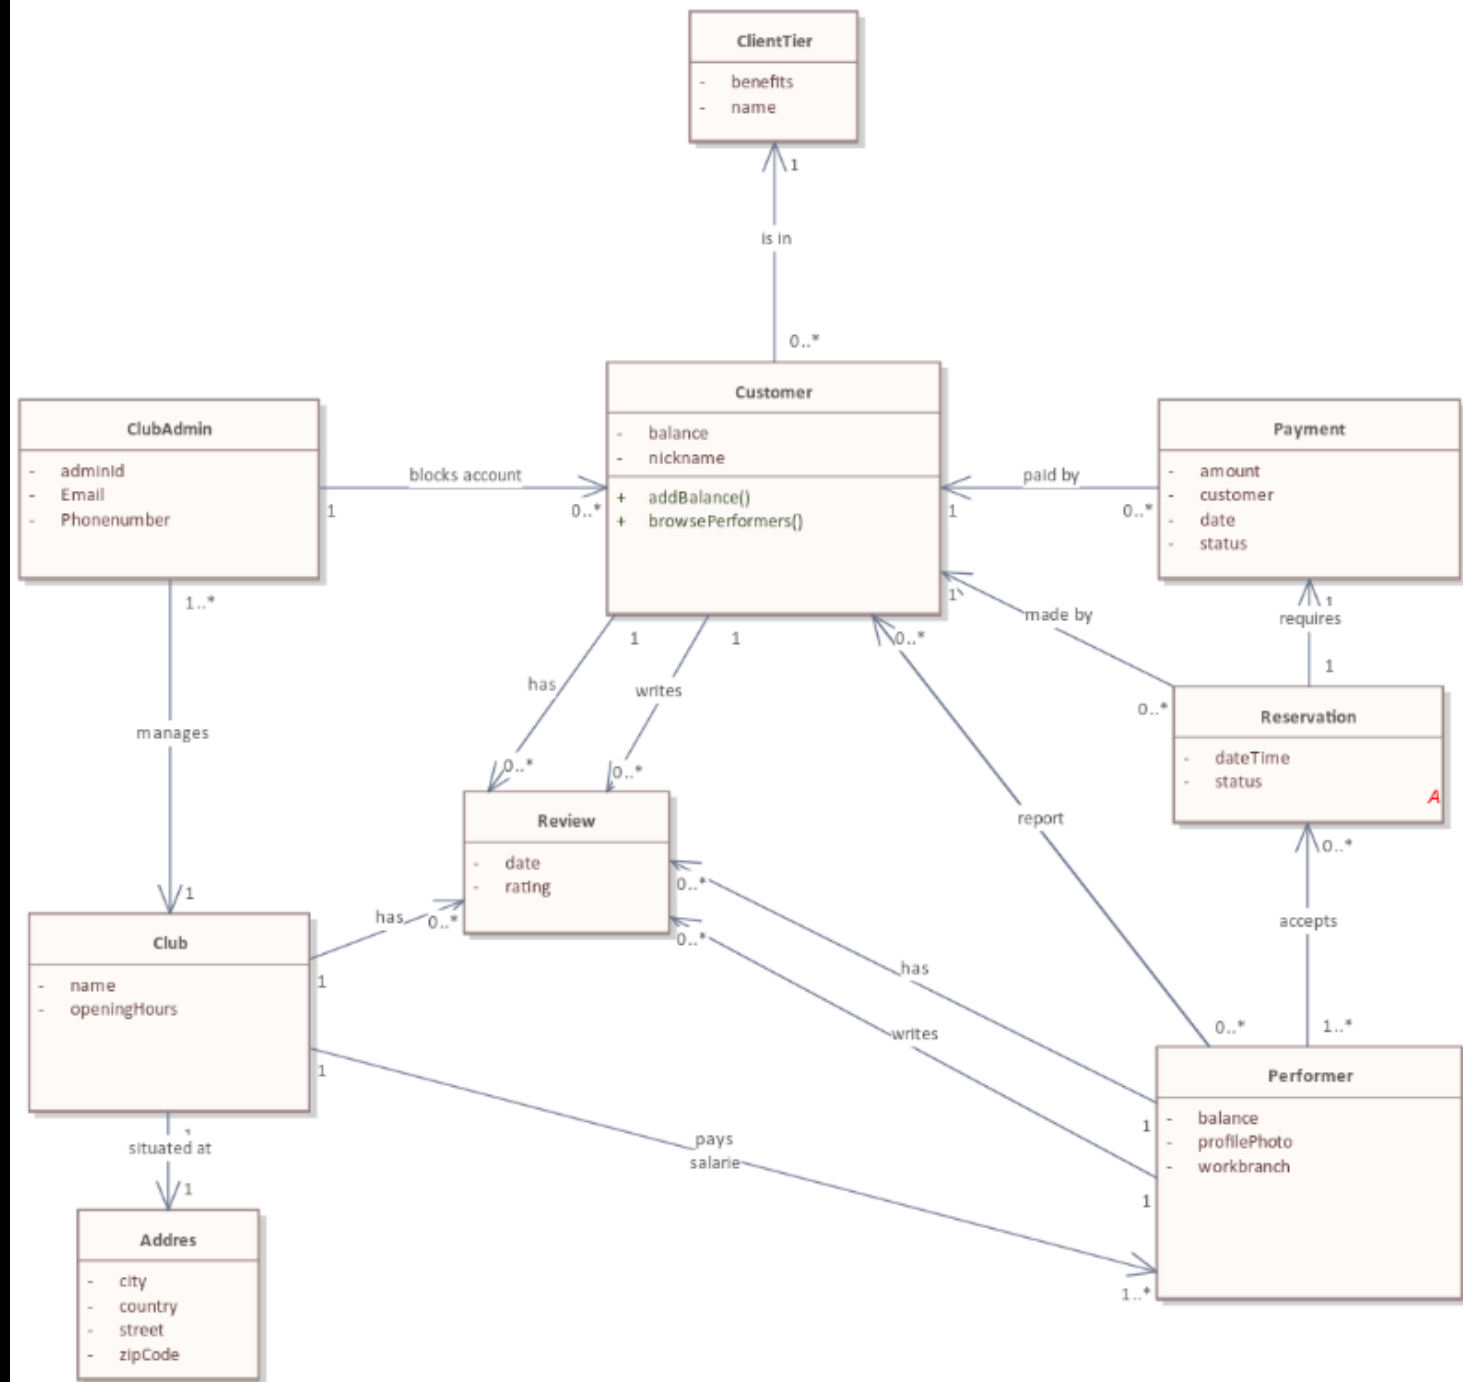 ClientTier
- benefits
- name
1
is in
0..*
Customer
- balance
- nickname
+ addBalance()
+ browsePerformers()
ClubAdmin
- adminId
- Email
- Phonenumber
blocks account
1
0..*
Payment
- amount
- customer
- date
- status
paid by
1
0..*
1..*
manages
1
made by
1`
0..*
requires
1
1
Reservation
- dateTime
- status
A
1
has
0..*
1
writes
0..*
0..*
report
0..*
Review
- date
- rating
0..*
accepts
1..*
Club
- name
- openingHours
has
1
0..*
0..*
has
1
0..*
writes
1
1
pays
salarie
1..*
Performer
- balance
- profilePhoto
- workbranch
1
situated at
1
Addres
- city
- country
- street
- zipCode